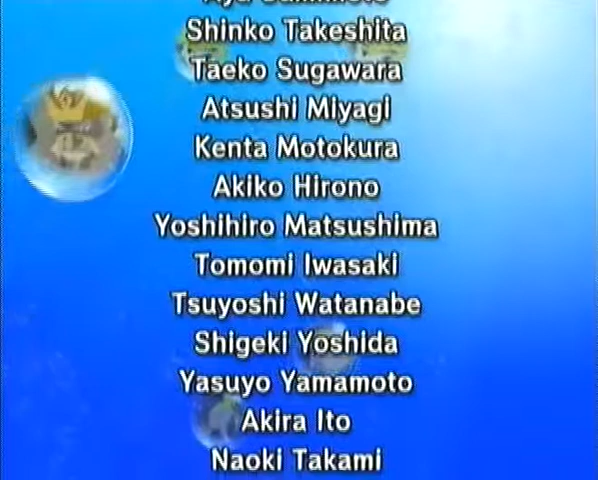 Shinko Takeshita
Taeko Sugawara
Atsushi Miyagi
Kenta Motokura
Akiko Hirono
Yoshihiro Matsushima
Tomomi Iwasaki
Tsuyoshi Watanabe
Shigeki Yoshida
Yasuyo Yamamoto
Akira Ito
Naoki Takami